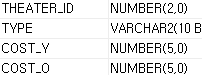 THEATER_ID NUMBER(2,0)
TYPE VARCHAR2(10 B
COST_Y NUMBER(5,0)
COST_O NUMBER(5,0)